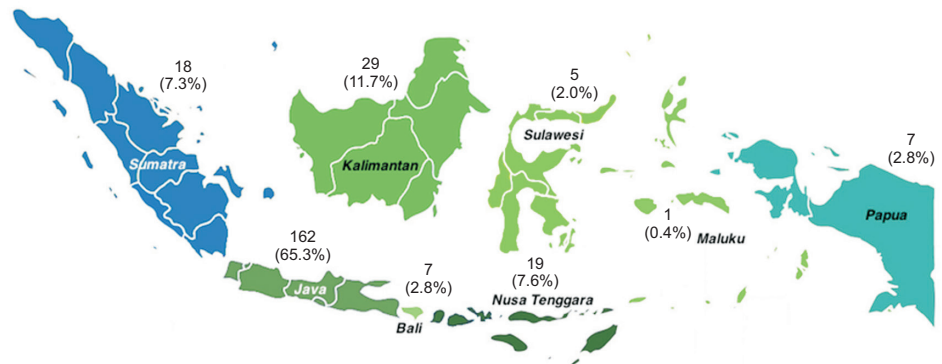 18
(7.3%)
Sumatra
29
(11.7%)
Kalimantan
5
(2.0%)
Sulawesi
7
(2.8%)
Papua
1
(0.4%)
Maluku
162
(65.3%)
Java
7
(2.8%)
Bali
19
(7.6%)
Nusa Tenggara